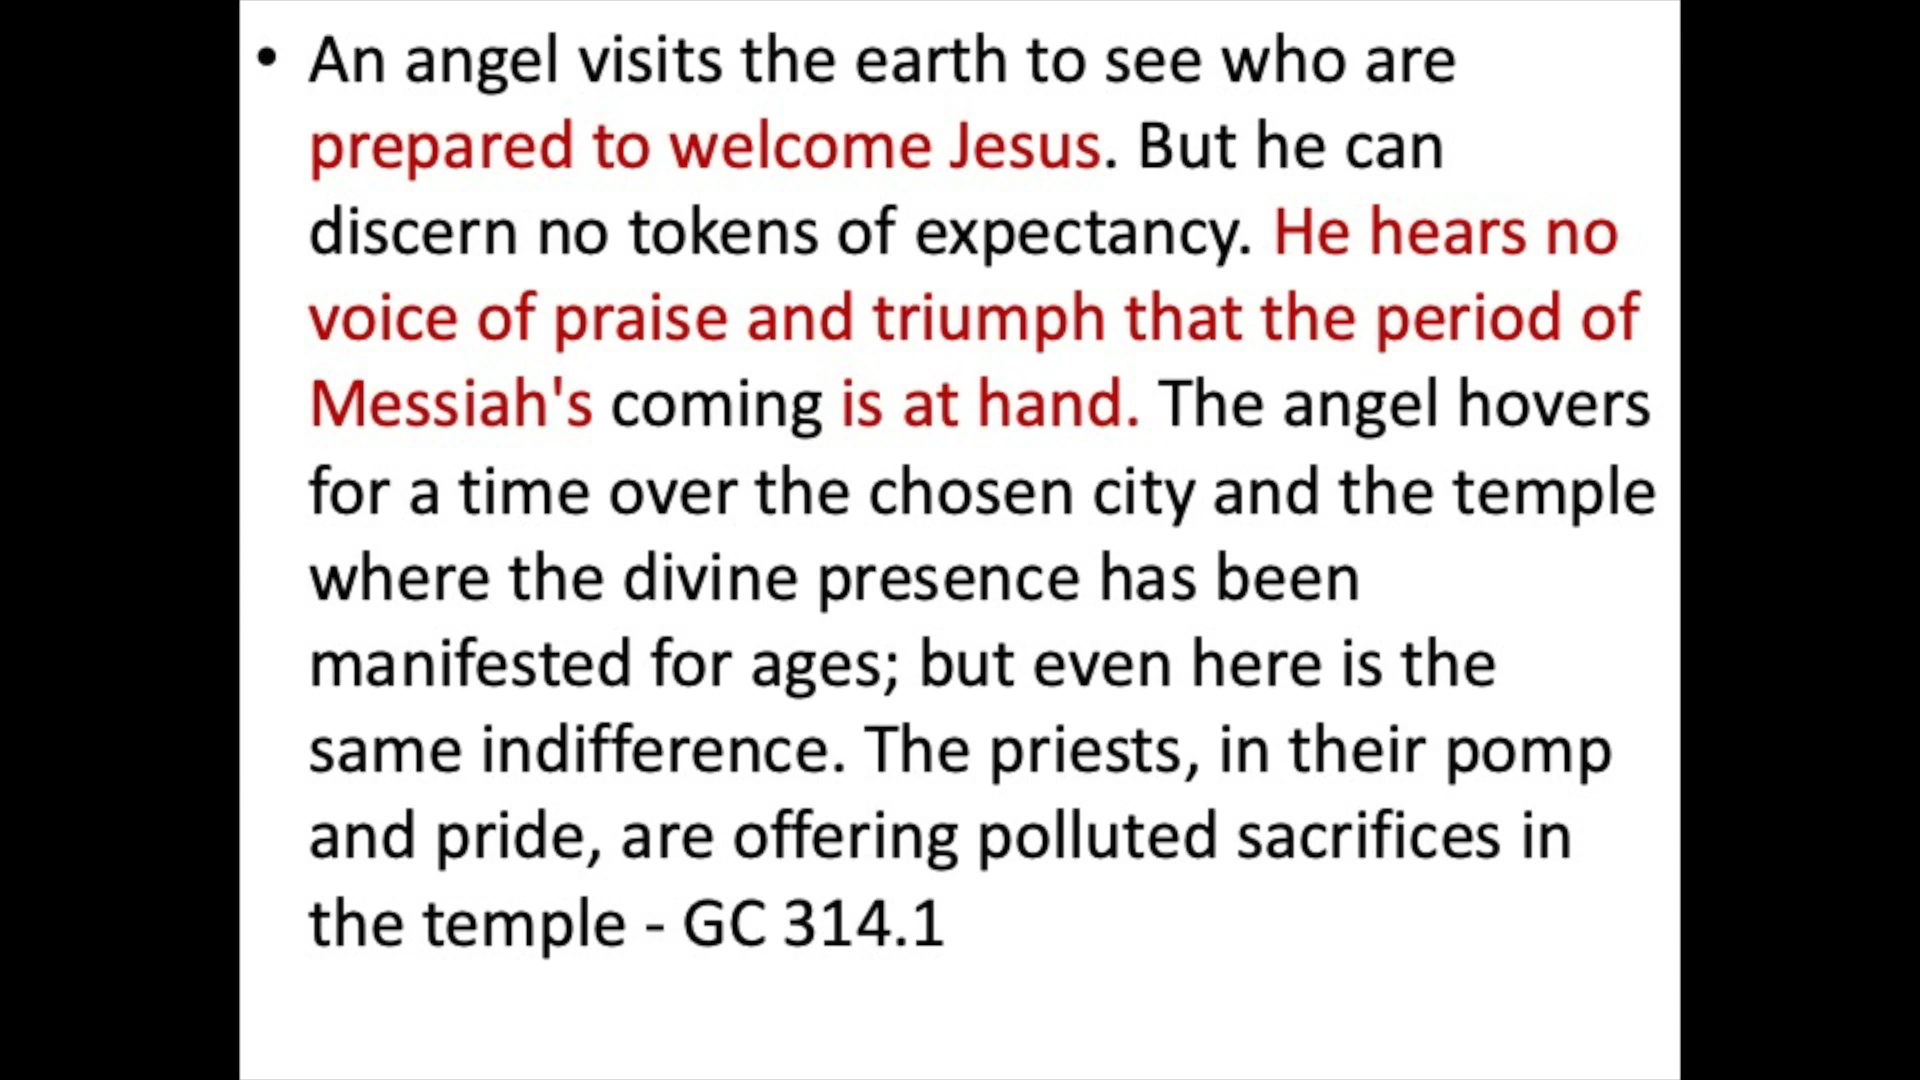 • An angel visits the earth to see who are
prepared to welcome Jesus. But he can
discern no tokens of expectancy. He hears no
voice of praise and triumph that the period of
Messiah's coming is at hand. The angel hovers
for a time over the chosen city and the temple
where the divine presence has been
manifested for ages; but even here is the
same indifference. The priests, in their pomp
and pride, are offering polluted sacrifices in
the temple - GC 314.1